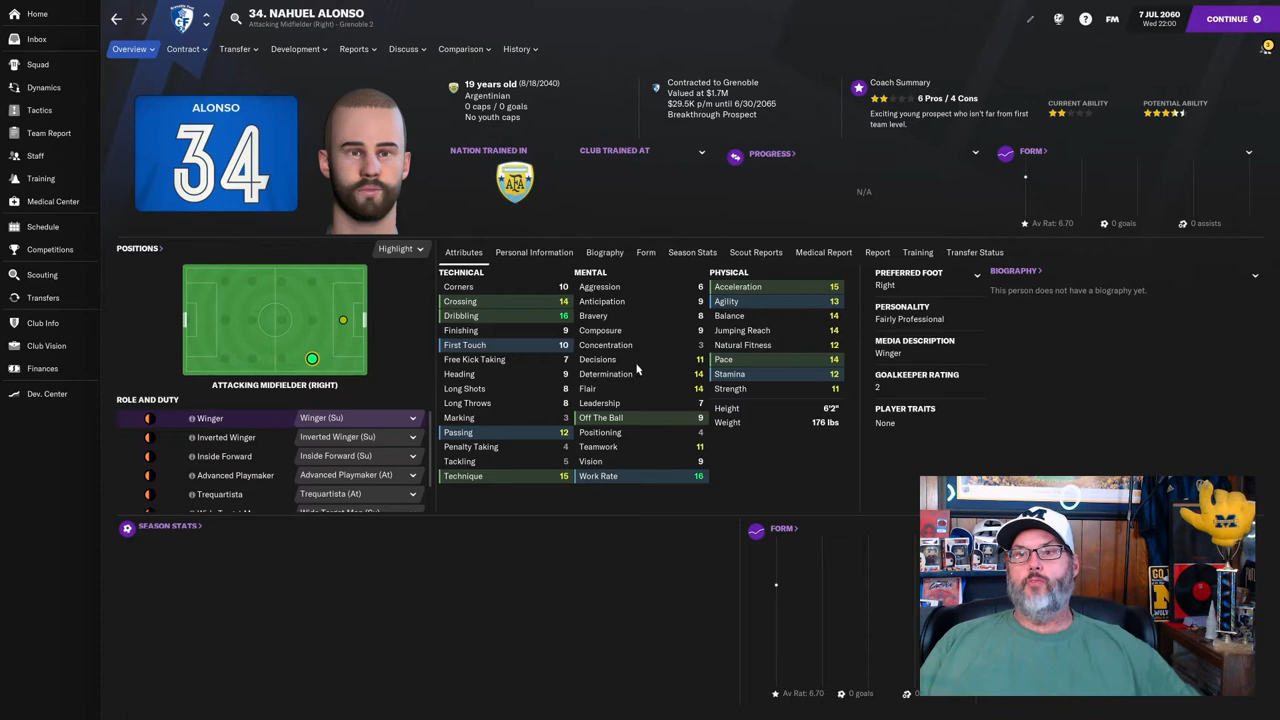 Home
Inbox
Squad
Dynamics
Tactics
Team Report
Staff
Training
Medical Center
Schedule
Competitions
Scouting
Transfers
Club Info
Club Vision
Finances
Dev. Center
34. NAHUEL ALONSO
Attacking Midfielder (Right) - Grenoble 2
FM
7 JUL 2060
Wed 22:00
CONTINUE
Overview
Contract
Transfer
Development
Reports
Discuss
Comparison
History
ALONSO
34
19 years old (8/18/2040)
Argentinian
0 caps / 0 goals
No youth caps
Contracted to Grenoble
Valued at $1.7M
$29.5K p/m until 6/30/2065
Breakthrough Prospect
Coach Summary
6 Pros / 4 Cons
Exciting young prospect who isn't far from first
team level.
CURRENT ABILITY
POTENTIAL ABILITY
NATION TRAINED IN
AFA
CLUB TRAINED AT
PROGRESS
N/A
FORM
Av Rat: 6.70
0 goals
0 assists
POSITIONS
Highlight
ATTACKING MIDFIELDER (RIGHT)
ROLE AND DUTY
Winger Winger (Su)
Inverted Winger Inverted Winger (Su)
Inside Forward Inside Forward (Su)
Advanced Playmaker Advanced Playmaker (At)
Trequartista Trequartista (At)
Attributes
Personal Information
Biography
Form
Season Stats
Scout Reports
Medical Report
Report
Training
Transfer Status
TECHNICAL
Corners 10
Crossing 14
Dribbling 16
Finishing 9
First Touch 10
Free Kick Taking 7
Heading 9
Long Shots 8
Long Throws 8
Marking 3
Passing 12
Penalty Taking 4
Tackling 5
Technique 15
MENTAL
Aggression 6
Anticipation 9
Bravery 8
Composure 9
Concentration 3
Decisions 11
Determination 14
Flair 14
Leadership 7
Off The Ball 9
Positioning 4
Teamwork 11
Vision 9
Work Rate 16
PHYSICAL
Acceleration 15
Agility 13
Balance 14
Jumping Reach 14
Natural Fitness 12
Pace 14
Stamina 12
Strength 11
Height 6'2"
Weight 176 lbs
PREFERRED FOOT
Right
PERSONALITY
Fairly Professional
MEDIA DESCRIPTION
Winger
GOALKEEPER RATING
2
PLAYER TRAITS
None
BIOGRAPHY
This person does not have a biography yet.
SEASON STATS
FORM
Av Rat: 6.70
0 goals
M
M
GO